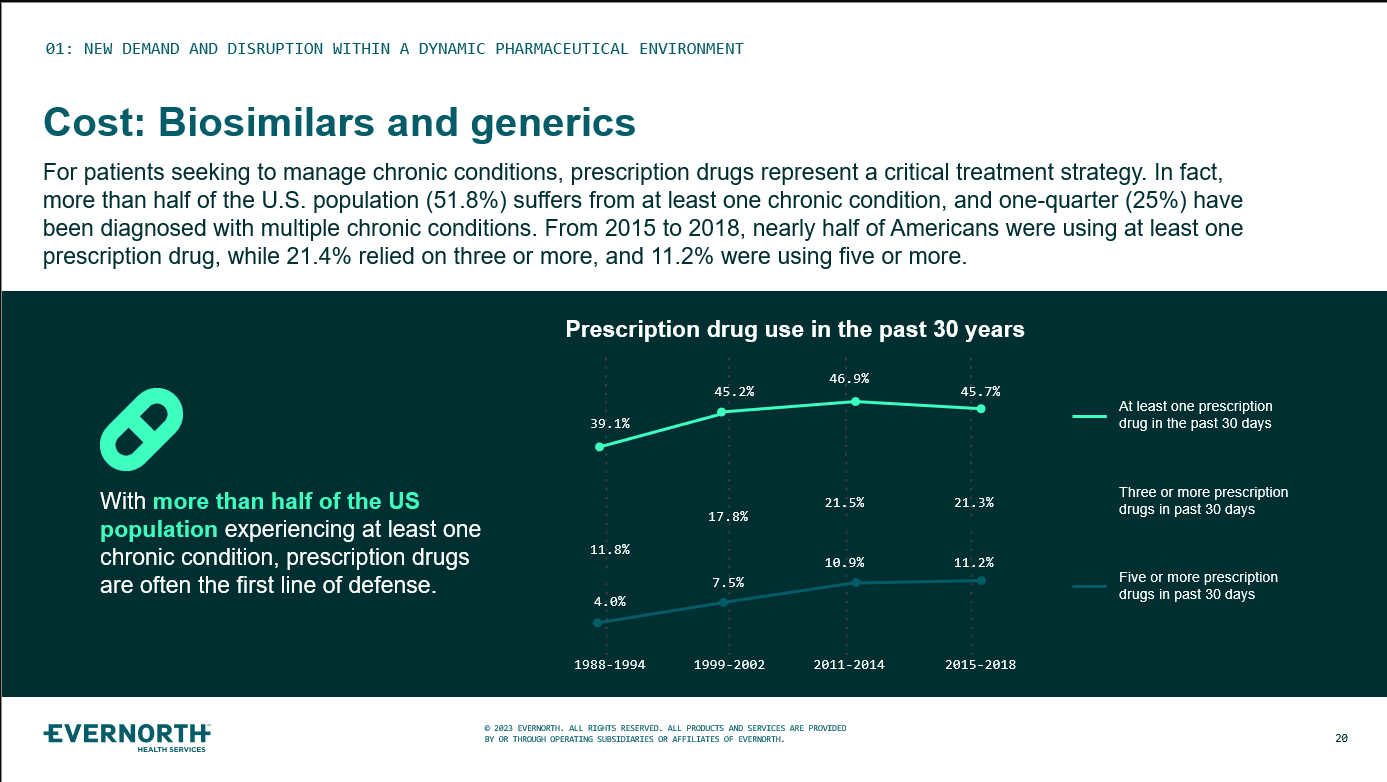 01: NEW DEMAND AND DISRUPTION WITHIN A DYNAMIC PHARMACEUTICAL ENVIRONMENT
Cost: Biosimilars and generics
For patients seeking to manage chronic conditions, prescription drugs represent a critical treatment strategy. In fact,
more than half of the U.S. population (51.8%) suffers from at least one chronic condition, and one-quarter (25%) have
been diagnosed with multiple chronic conditions. From 2015 to 2018, nearly half of Americans were using at least one
prescription drug, while 21.4% relied on three or more, and 11.2% were using five or more.
With more than half of the US
population experiencing at least one
chronic condition, prescription drugs
are often the first line of defense.
Prescription drug use in the past 30 years
39.1%
45.2%
46.9%
45.7%
11.8%
17.8%
21.5%
21.3%
4.0%
7.5%
10.9%
11.2%
1988-1994
1999-2002
2011-2014
2015-2018
At least one prescription
drug in the past 30 days
Three or more prescription
drugs in past 30 days
Five or more prescription
drugs in past 30 days
EVERNORTH
HEALTH SERVICES
© 2023 EVERNORTH. ALL RIGHTS RESERVED. ALL PRODUCTS AND SERVICES ARE PROVIDED
BY OR THROUGH OPERATING SUBSIDIARIES OR AFFILIATES OF EVERNORTH.
20